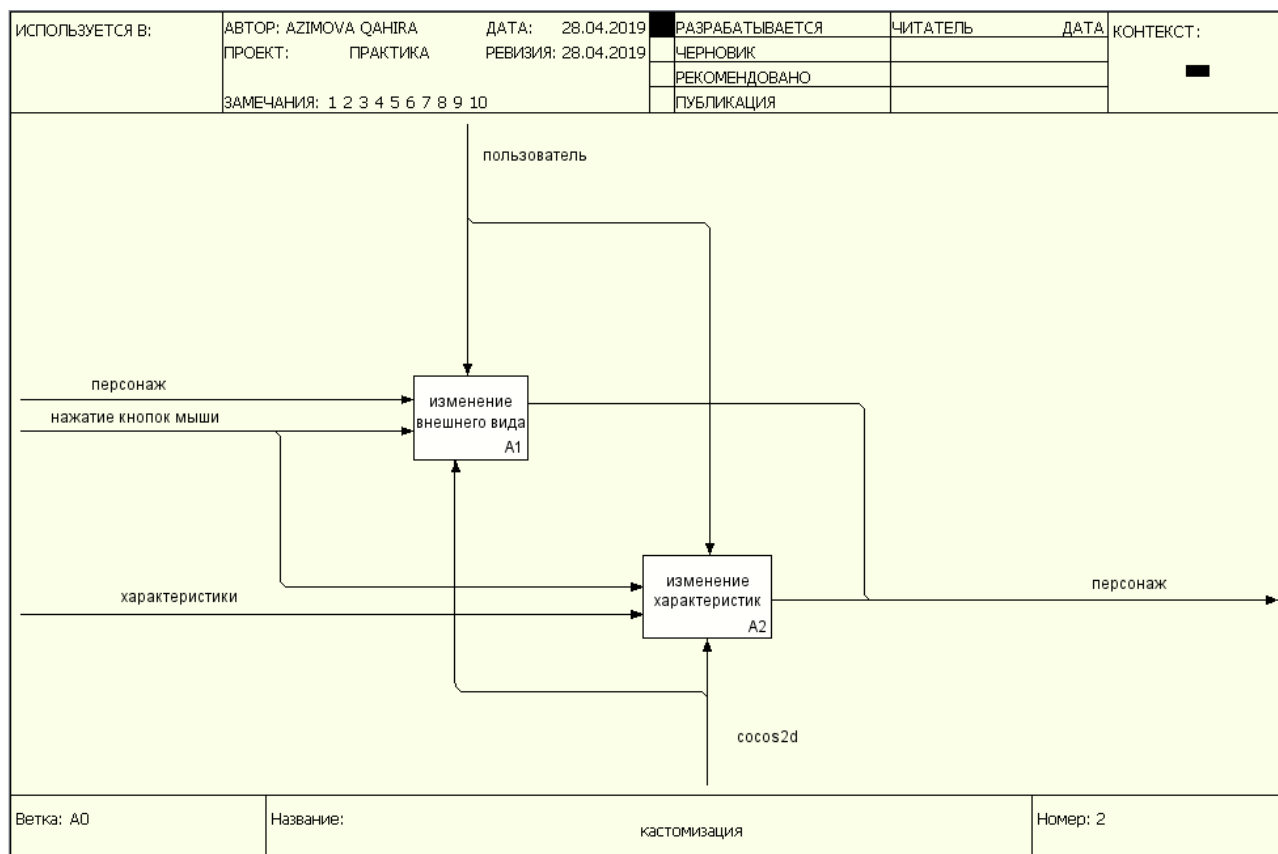 ИСПОЛЬЗУЕТСЯ В:
АВТОР: AZIMOVA QAHIRA
ДАТА: 28.04.2019
ПРОЕКТ: ПРАКТИКА
РЕВИЗИЯ: 28.04.2019
ЗАМЕЧАНИЯ: 1 2 3 4 5 6 7 8 9 10
РАЗРАБАТЫВАЕТСЯ
ЧЕРНОВИК
РЕКОМЕНДОВАНО
ПУБЛИКАЦИЯ
ЧИТАТЕЛЬ ДАТА
КОНТЕКСТ:
пользователь
персонаж
нажатие кнопок мыши
изменение
внешнего вида
A1
характеристики
изменение
характеристик
A2
персонаж
cocos2d
Ветка: A0
Название:
кастомизация
Номер: 2